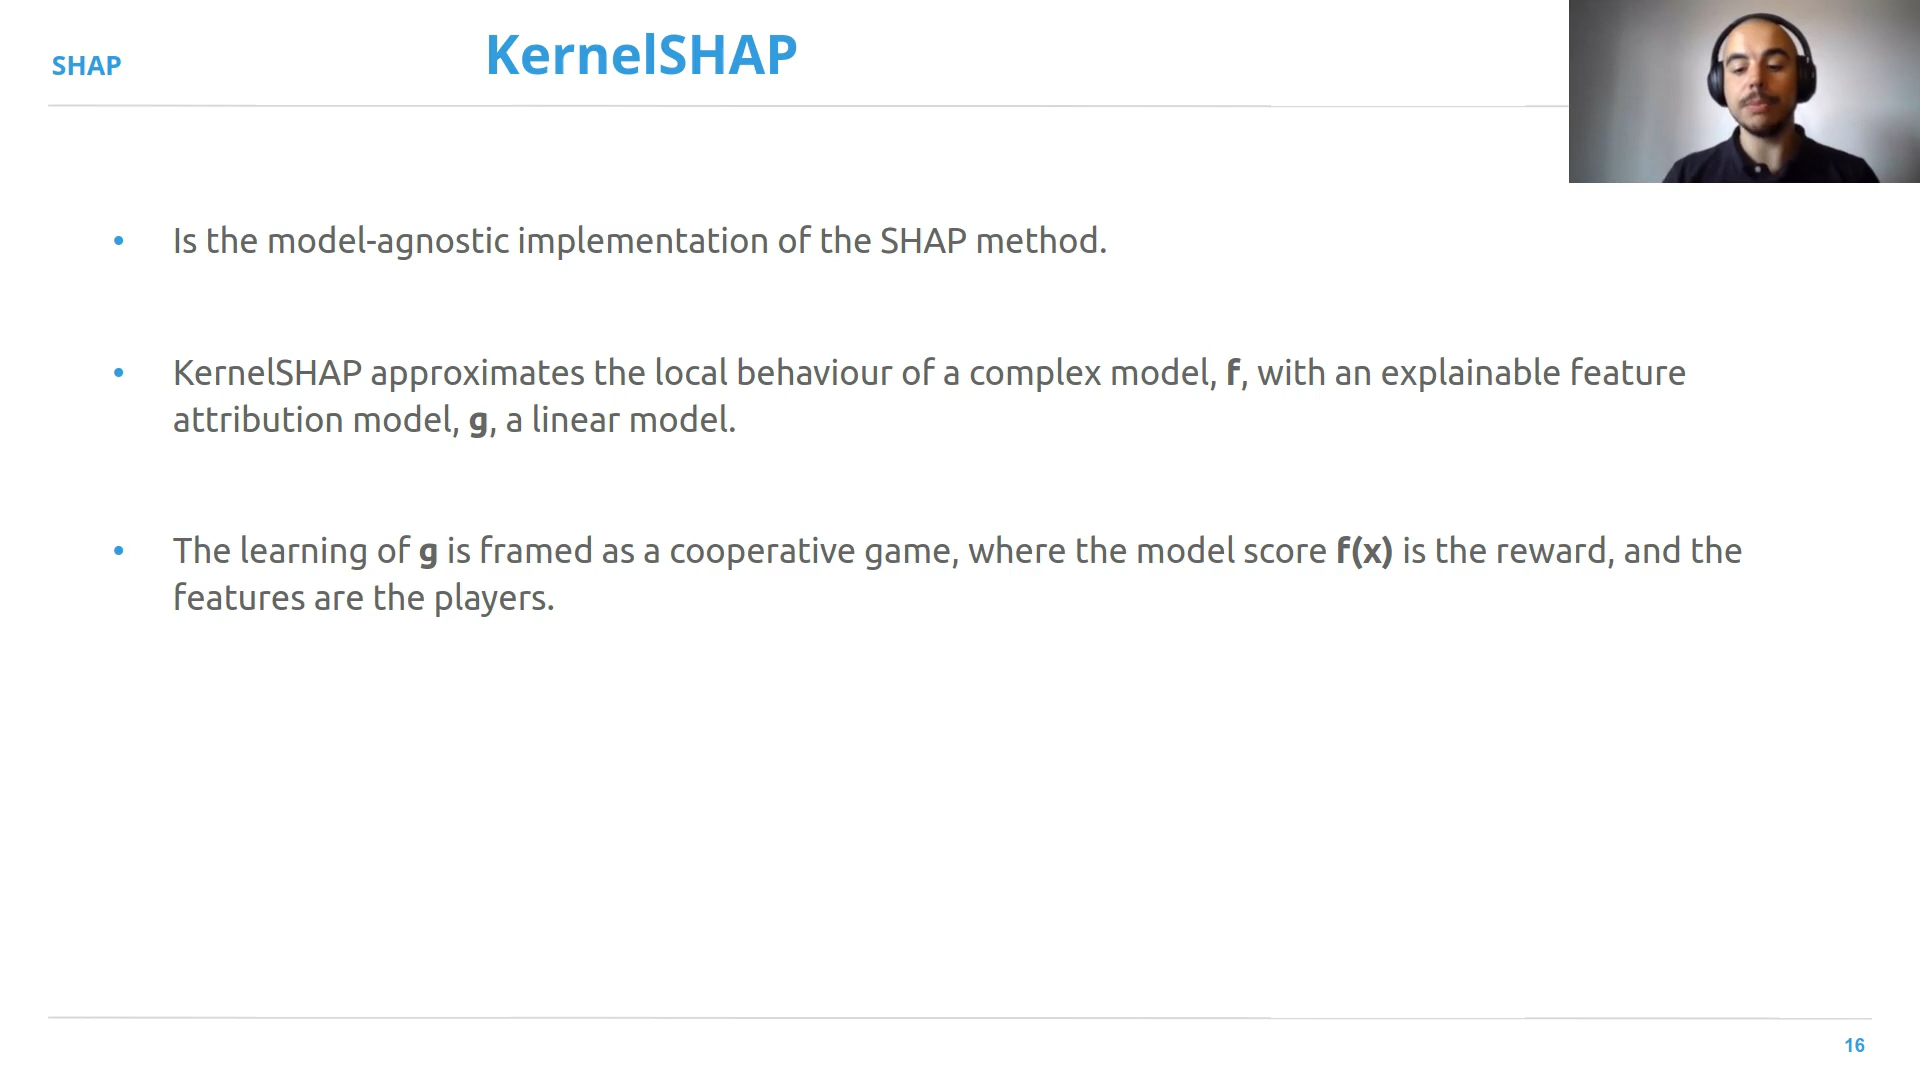 SHAP
KernelSHAP
• Is the model-agnostic implementation of the SHAP method.
• KernelSHAP approximates the local behaviour of a complex model, f, with an explainable feature
attribution model, g, a linear model.
• The learning of g is framed as a cooperative game, where the model score f(x) is the reward, and the
features are the players.
16